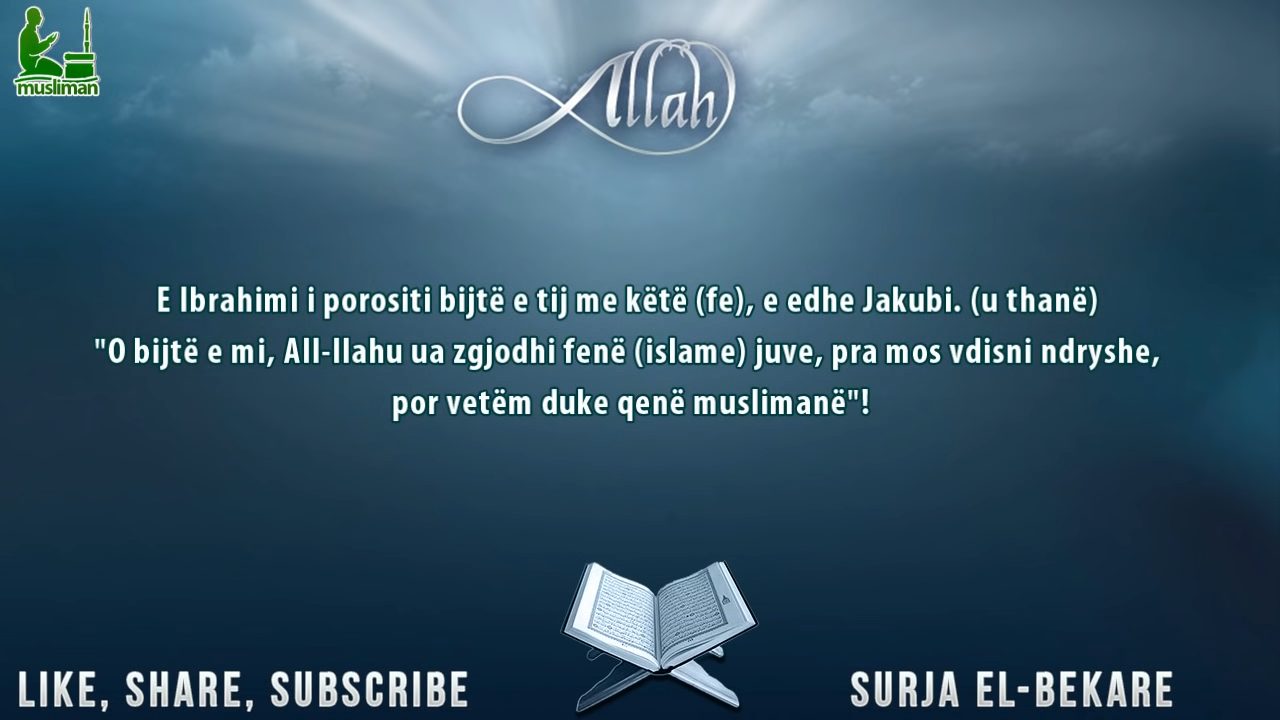 musliman
Allah
E Ibrahimi i porositi bijtë e tij me këtë (fe), e edhe Jakubi. (u thanë)
"O bijtë e mi, All-llahu ua zgjodhi fenë (islame) juve, pra mos vdisni ndryshe,
por vetëm duke qenë muslimanë"!
LIKE, SHARE, SUBSCRIBE
SURJA EL-BEKARE